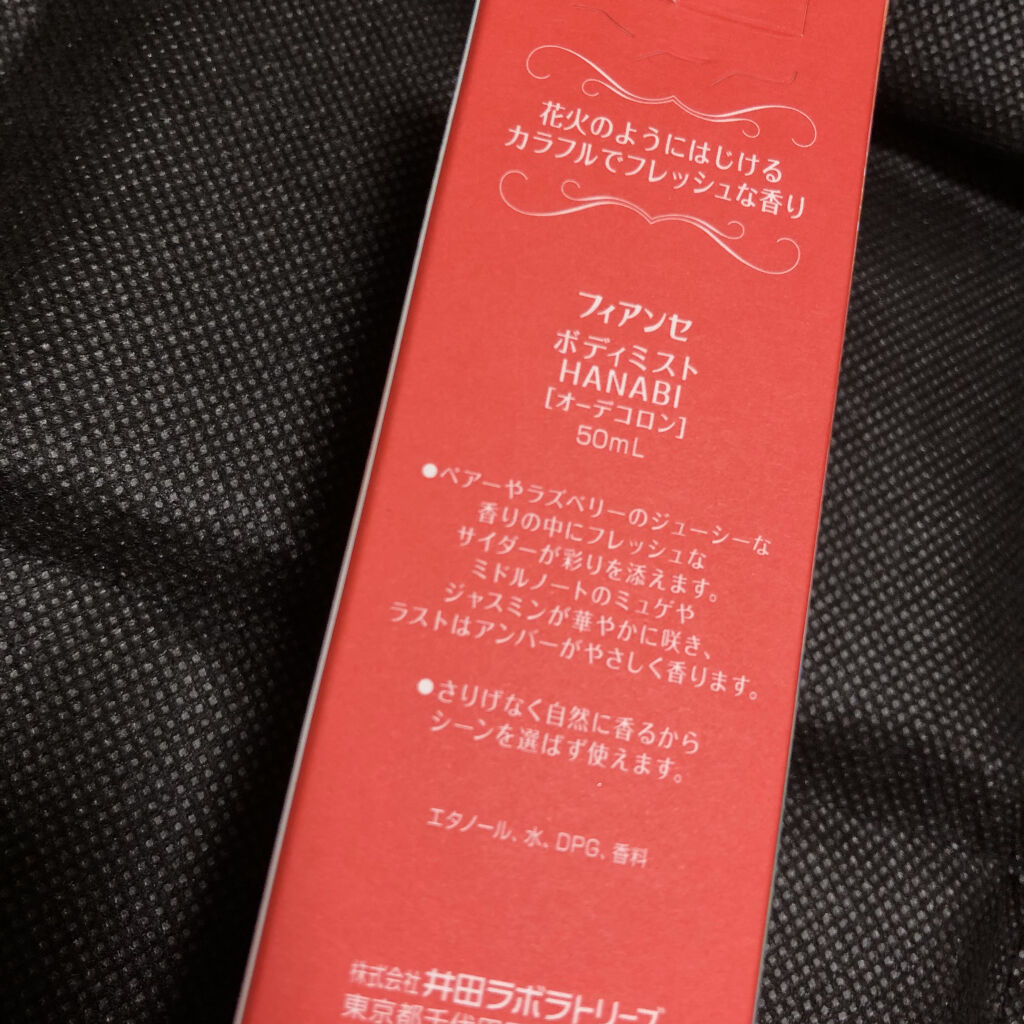 花火のようにはじける
カラフルでフレッシュな香り
フィアンセ
ボディミスト
HANABI
[オーデコロン]
50mL
●ペアーやラズベリーのジューシーな
香りの中にフレッシュな
サイダーが彩りを添えます。
ミドルノートのミュゲや
ジャスミンが華やかに咲き、
ラストはアンバーがやさしく香ります。
●さりげなく自然に香るから
シーンを選ばず使えます。
エタノール、水、DPG、香料
株式会社 井田ラボラトリーズ
東京都千代田